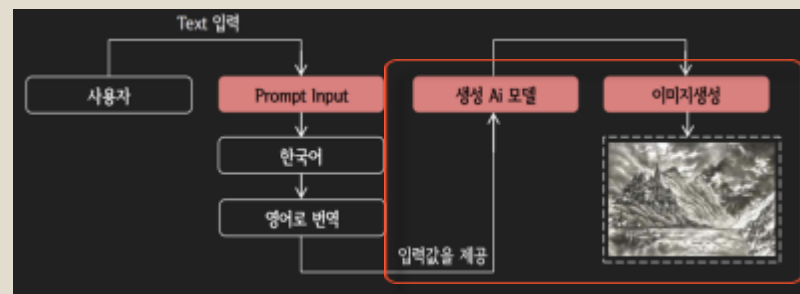 Text 입력
사용자
Prompt Input
생성 Ai 모델
이미지생성
한국어
영어로 번역
입력값을 제공